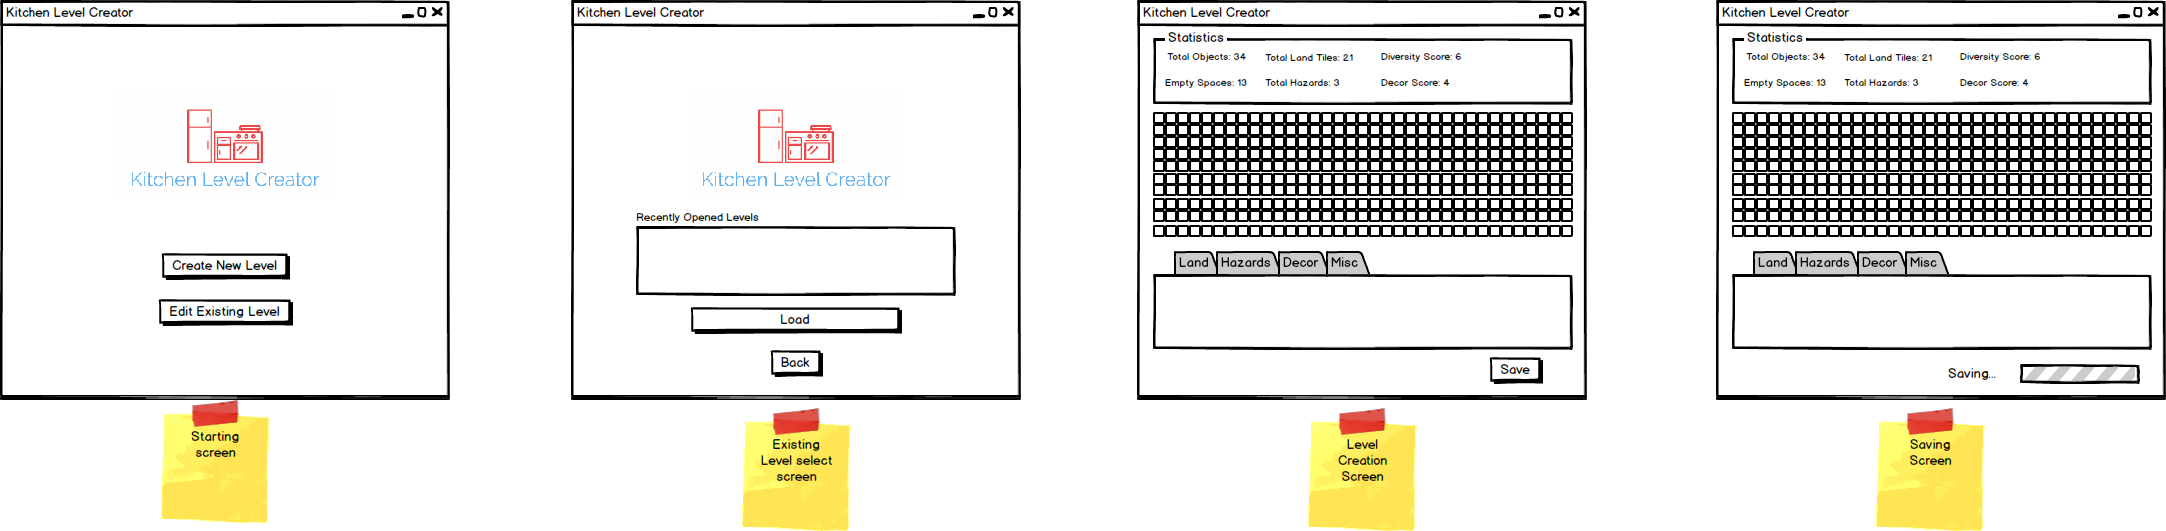 Kitchen Level Creator
Kitchen Level Creator
Create New Level
Edit Existing Level
Starting
screen
Kitchen Level Creator
Kitchen Level Creator
Recently Opened Levels
Load
Back
Existing
Level select
screen
Kitchen Level Creator
Statistics
Total Objects: 34 Total Land Tiles: 21 Diversity Score: 6
Empty Spaces: 13 Total Hazards: 3 Decor Score: 4
Land Hazards Decor Misc
Save
Level
Creation
Screen
Kitchen Level Creator
Statistics
Total Objects: 34 Total Land Tiles: 21 Diversity Score: 6
Empty Spaces: 13 Total Hazards: 3 Decor Score: 4
Land Hazards Decor Misc
Saving...
Saving
Screen